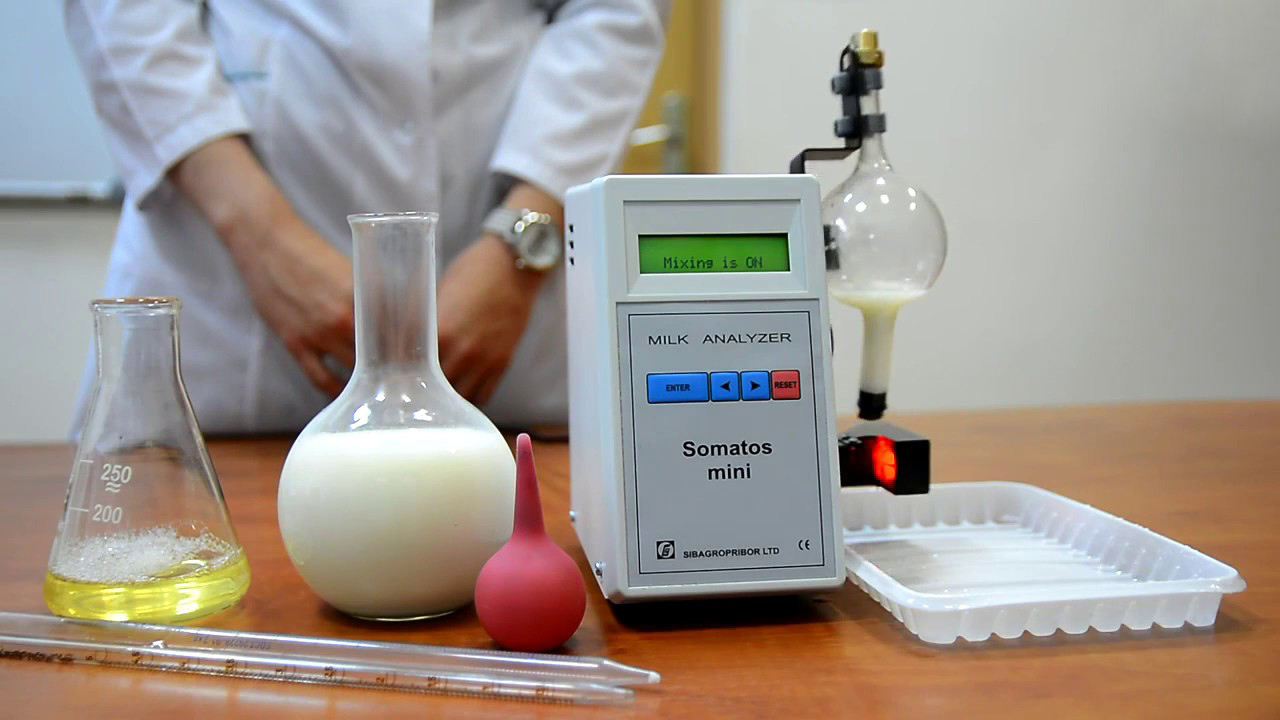 Mixing is ON
MILK ANALYZER
ENTER
RESET
Somatos
mini
SIBAGROPRIBOR LTD
CE
250
200